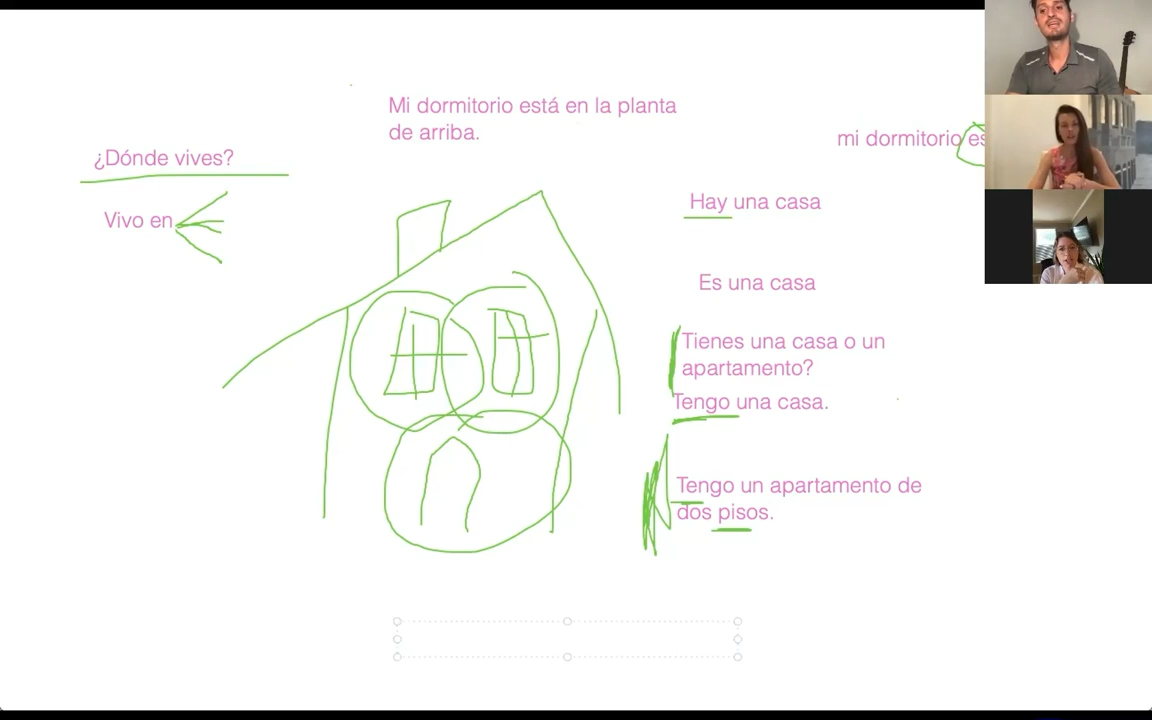 Mi dormitorio está en la planta
de arriba.
mi dormitorio es
¿Dónde vives?
Vivo en
Hay una casa
Es una casa
Tienes una casa o un
apartamento?
Tengo una casa.
Tengo un apartamento de
dos pisos.